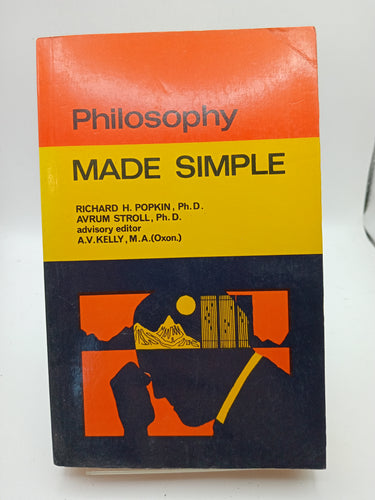 Philosophy
MADE SIMPLE
RICHARD H. POPKIN, Ph.D.
AVRUM STROLL, Ph.D.
advisory editor
A.V. KELLY, M.A.(Oxon.)